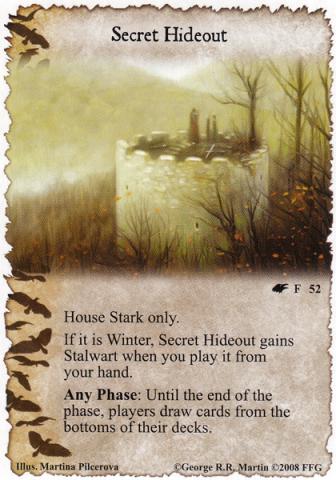 Secret Hideout
F 52
House Stark only.
If it is Winter, Secret Hideout gains
Stalwart when you play it from
your hand.
Any Phase: Until the end of the
phase, players draw cards from the
bottoms of their decks.
Illus. Martina Pilcerova ©George R.R. Martin ©2008 FFG